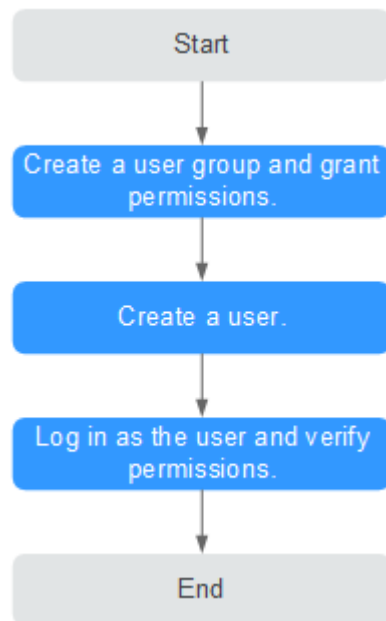 Start
Create a user group and grant
permissions.
Create a user.
Log in as the user and verify
permissions.
End